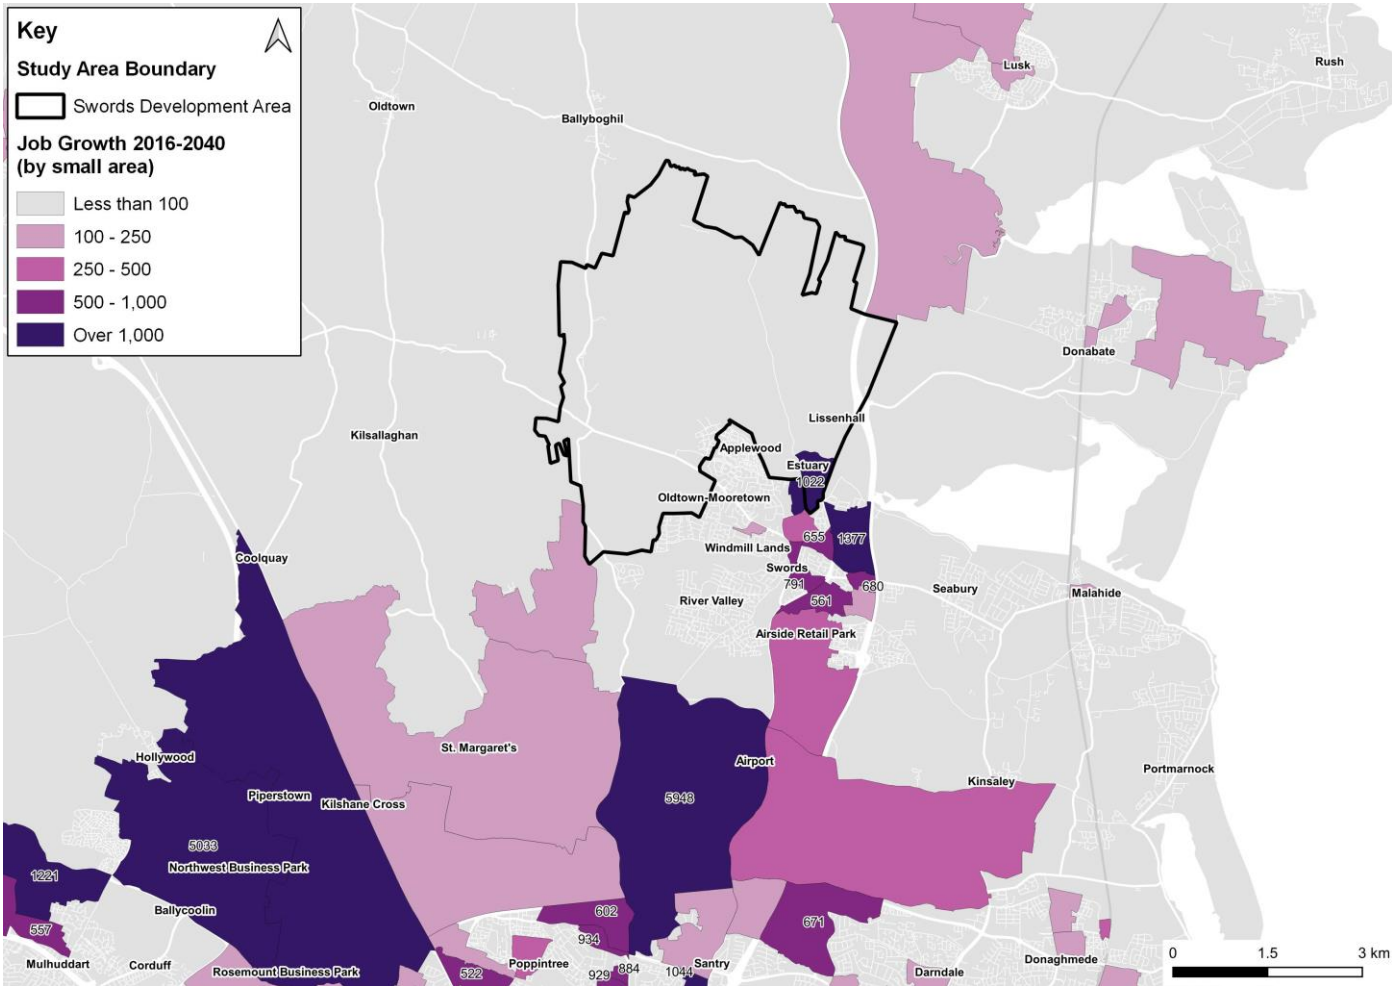 Key
Study Area Boundary
Swords Development Area
Job Growth 2016-2040
(by small area)
Less than 100
100 - 250
250 - 500
500 - 1,000
Over 1,000
Lusk
Rush
Oldtown
Ballyboghil
Donabate
Lissenhall
Kilsallaghan
Applewood
Estuary
1022
Oldtown-Mooretown
655
1377
Windmill Lands
Coolquay
Swords
791
680
Seabury
Malahide
River Valley
561
Airside Retail Park
St. Margaret's
Hollywood
Airport
Portmarnock
Kinsaley
Piperstown
Kilshane Cross
5948
5033
Northwest Business Park
1221
Ballycoolin
602
671
557
934
Mulhuddart
Corduff
Rosemount Business Park
522
Poppintree
929
884
1044
Santry
Darndale
Donaghmede
0
1.5
3 km